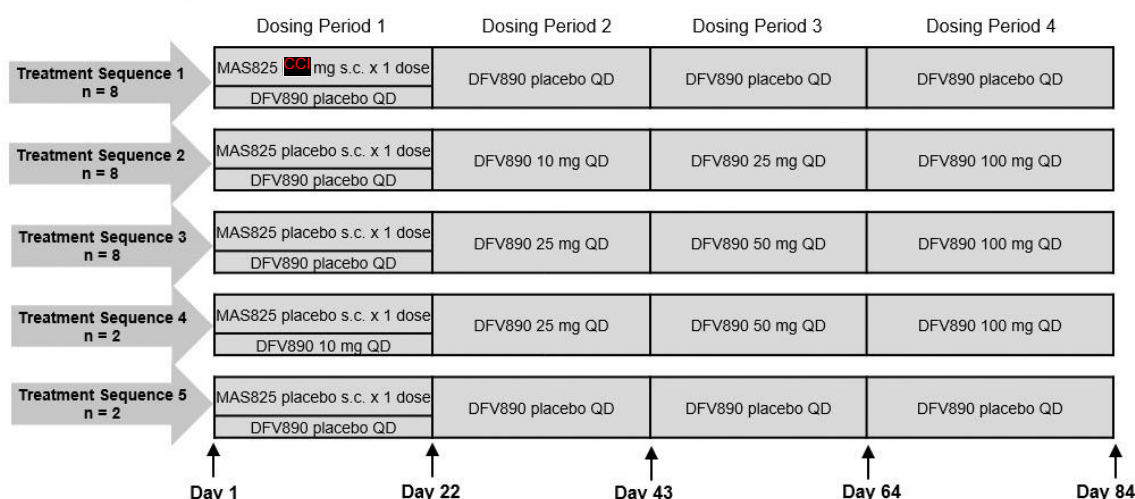 Dosing Period 1 Dosing Period 2 Dosing Period 3 Dosing Period 4
Treatment Sequence 1
n = 8
MAS825 CCI mg s.c. x 1 dose
DFV890 placebo QD
DFV890 placebo QD
DFV890 placebo QD
DFV890 placebo QD
Treatment Sequence 2
n = 8
MAS825 placebo s.c. x 1 dose
DFV890 placebo QD
DFV890 10 mg QD
DFV890 25 mg QD
DFV890 100 mg QD
Treatment Sequence 3
n = 8
MAS825 placebo s.c. x 1 dose
DFV890 placebo QD
DFV890 25 mg QD
DFV890 50 mg QD
DFV890 100 mg QD
Treatment Sequence 4
n = 2
MAS825 placebo s.c. x 1 dose
DFV890 10 mg QD
DFV890 25 mg QD
DFV890 50 mg QD
DFV890 100 mg QD
Treatment Sequence 5
n = 2
MAS825 placebo s.c. x 1 dose
DFV890 placebo QD
DFV890 placebo QD
DFV890 placebo QD
DFV890 placebo QD
Day 1 Day 22 Day 43 Day 64 Day 84